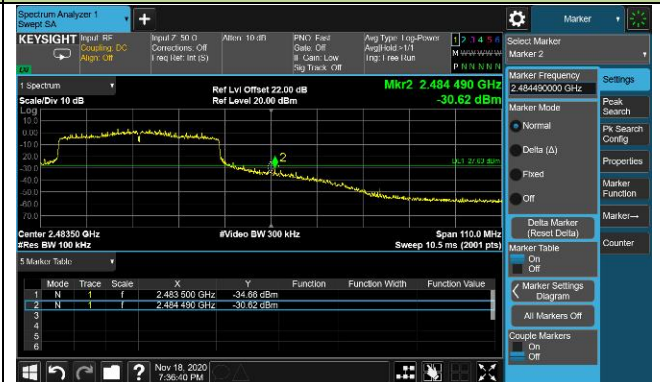 Spectrum Analyzer 1
Swept SA
+
Marker
KEYSIGHT
Input RF
Coupling: DC
Align: Off
Input Z: 50 Ω
Corrections: Off
Freq Ref: Int (S)
Atten: 10 dB
PNO: Fast
Gate: Off
IF Gain: Low
Sig Track: Off
Avg Type: Log-Power
Avg|Hold:>1/1
Trig: Free Run
1 2 3 4 5 6
M W W W W W
P N N N N N
Select Marker
Marker 2
1 Spectrum
Scale/Div 10 dB
Log
Ref Lvl Offset 22.00 dB
Ref Level 20.00 dBm
Mkr2 2.484 490 GHz
-30.62 dBm
10.0
0.00
-10.0
-20.0
-30.0
-40.0
-50.0
-60.0
-70.0
2
DL1 -27.63 dBm
Center 2.48350 GHz
#Res BW 100 kHz
#Video BW 300 kHz
Span 110.0 MHz
Sweep 10.5 ms (2001 pts)
5 Marker Table
Mode Trace Scale X Y Function Function Width Function Value
1 N 1 f 2.483 500 GHz -34.66 dBm
2 N 1 f 2.484 490 GHz -30.62 dBm
3
4
5
6
Marker Frequency
2.484490000 GHz
Marker Mode
Normal
Delta (Δ)
Fixed
Off
Delta Marker
(Reset Delta)
Marker Table
On
Off
Marker Settings
Diagram
All Markers Off
Couple Markers
On
Off
Settings
Peak
Search
Pk Search
Config
Properties
Marker
Function
Marker→
Counter
?
Nov 18, 2020
7:36:40 PM